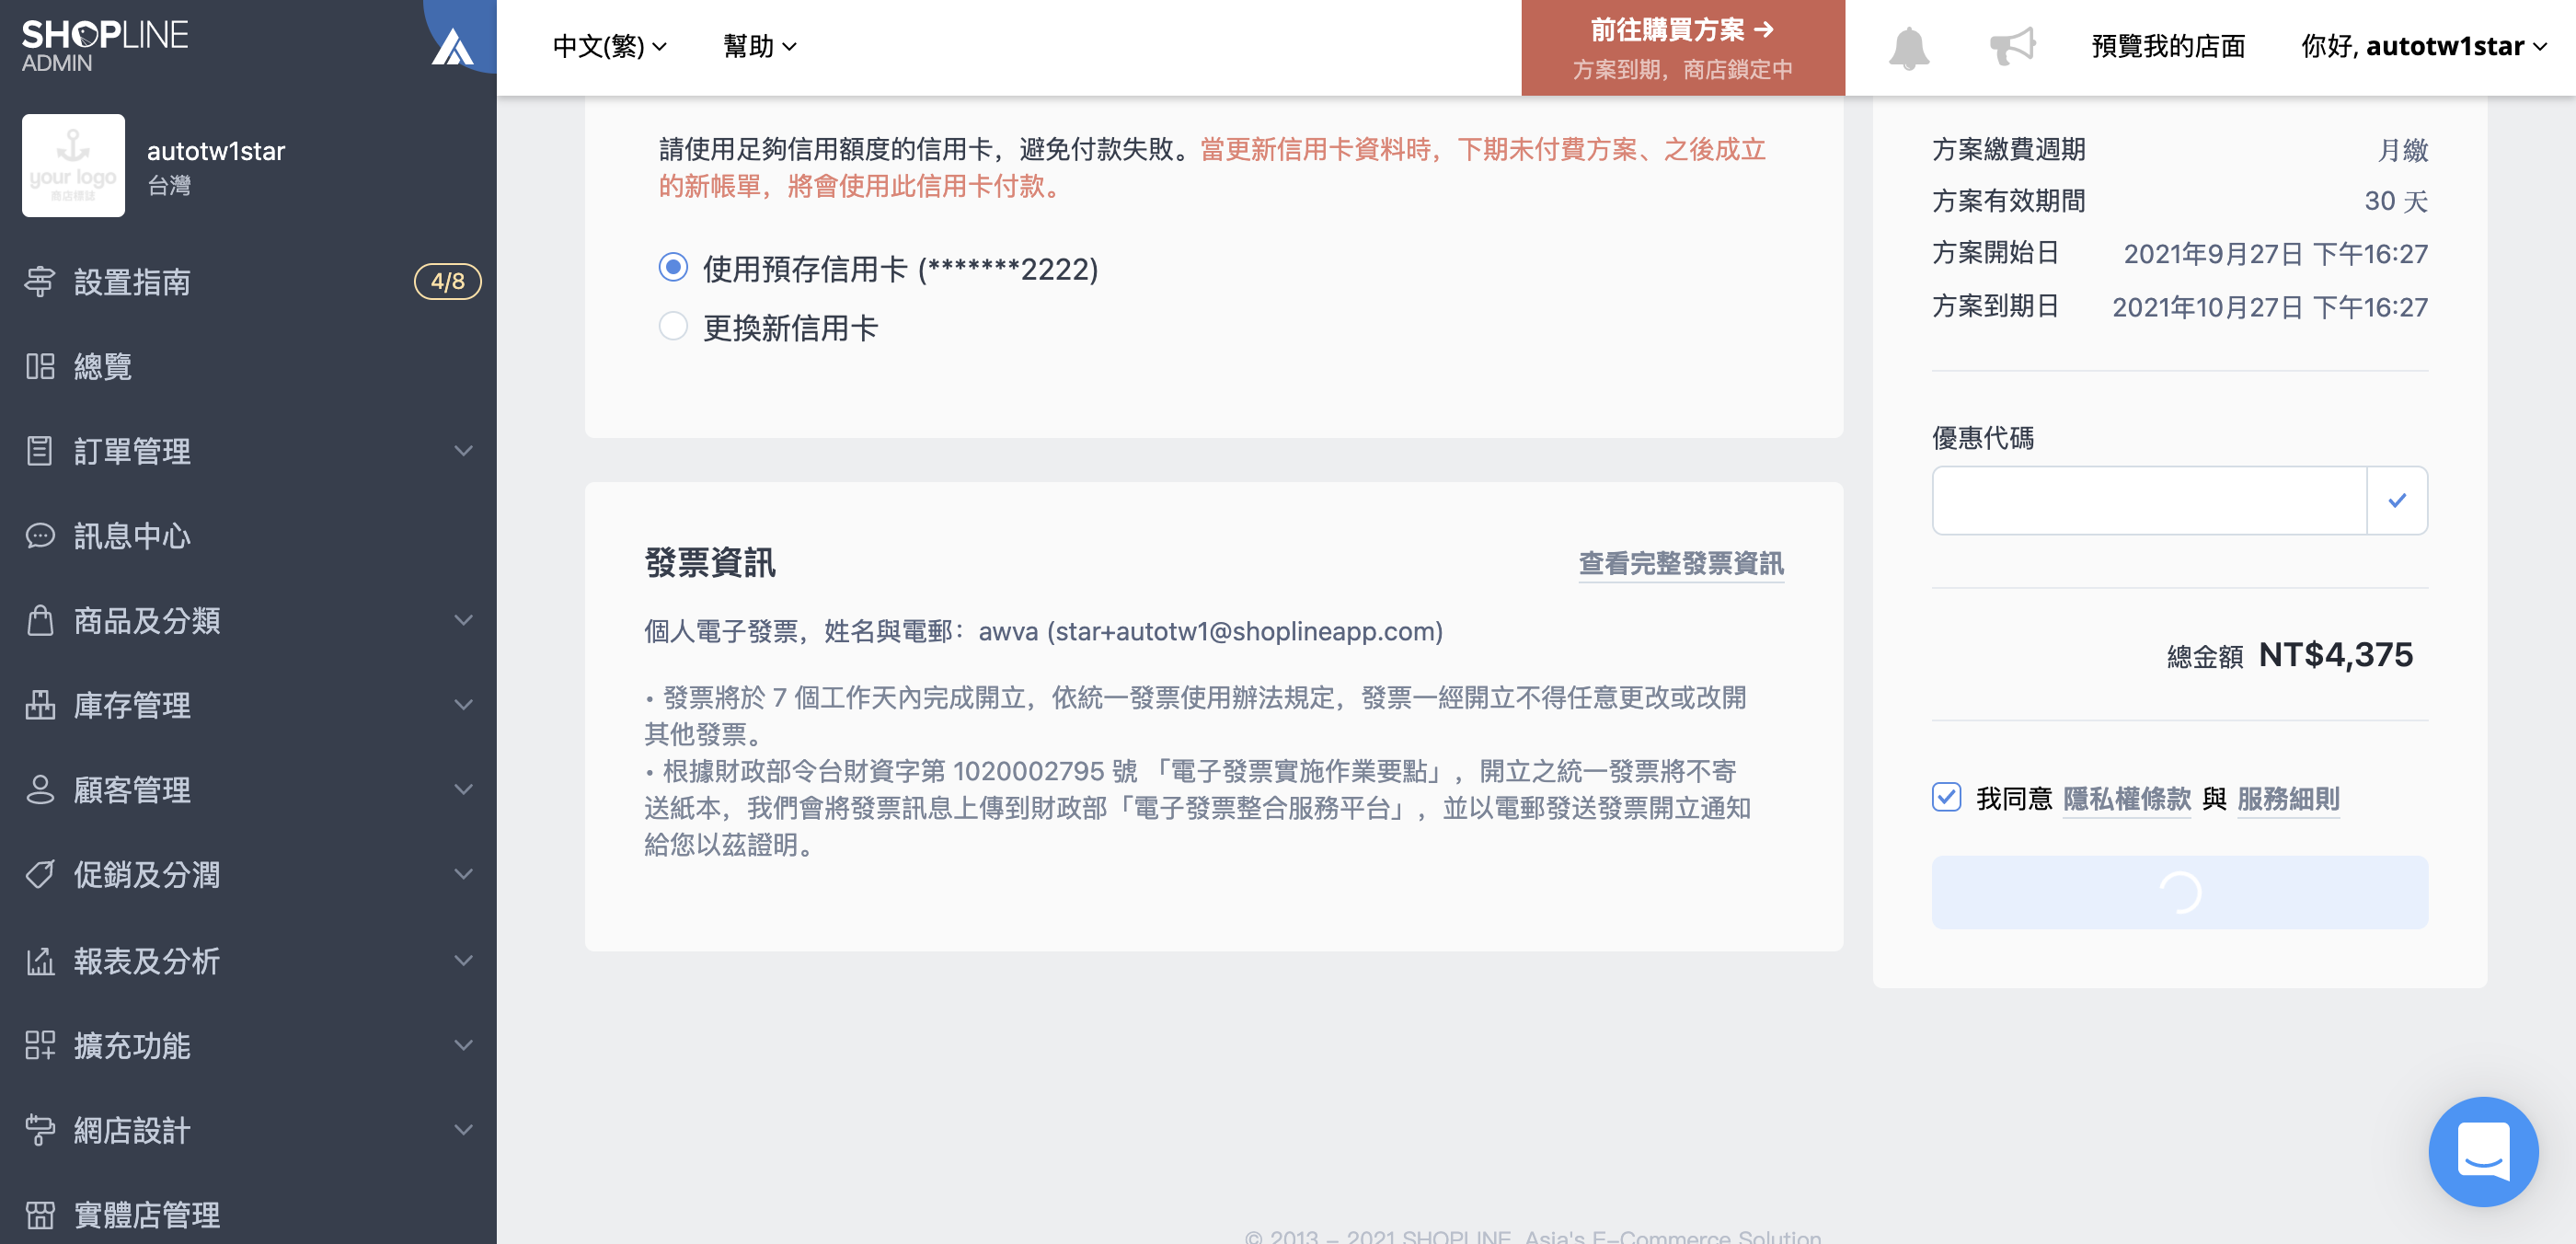 SHOPLINE
ADMIN
中文(繁)
幫助
前往購買方案 →
方案到期，商店鎖定中
預覽我的店面
你好, autotw1star
your logo
商店標誌
autotw1star
台灣
設置指南
4/8
總覽
訂單管理
訊息中心
商品及分類
庫存管理
顧客管理
促銷及分潤
報表及分析
擴充功能
網店設計
實體店管理
請使用足夠信用額度的信用卡，避免付款失敗。當更新信用卡資料時，下期未付費方案、之後成立
的新帳單，將會使用此信用卡付款。
使用預存信用卡 (*******2222)
更換新信用卡
發票資訊
查看完整發票資訊
個人電子發票，姓名與電郵：awva (star+autotw1@shoplineapp.com)
• 發票將於 7 個工作天內完成開立，依統一發票使用辦法規定，發票一經開立不得任意更改或改開
其他發票。
• 根據財政部令台財資字第 1020002795 號 「電子發票實施作業要點」，開立之統一發票將不寄
送紙本，我們會將發票訊息上傳到財政部「電子發票整合服務平台」，並以電郵發送發票開立通知
給您以茲證明。
方案繳費週期
月繳
方案有效期間
30 天
方案開始日
2021年9月27日 下午16:27
方案到期日
2021年10月27日 下午16:27
優惠代碼
總金額 NT$4,375
我同意 隱私權條款 與 服務細則
© 2013 - 2021 SHOPLINE, Asia's E-Commerce Solution